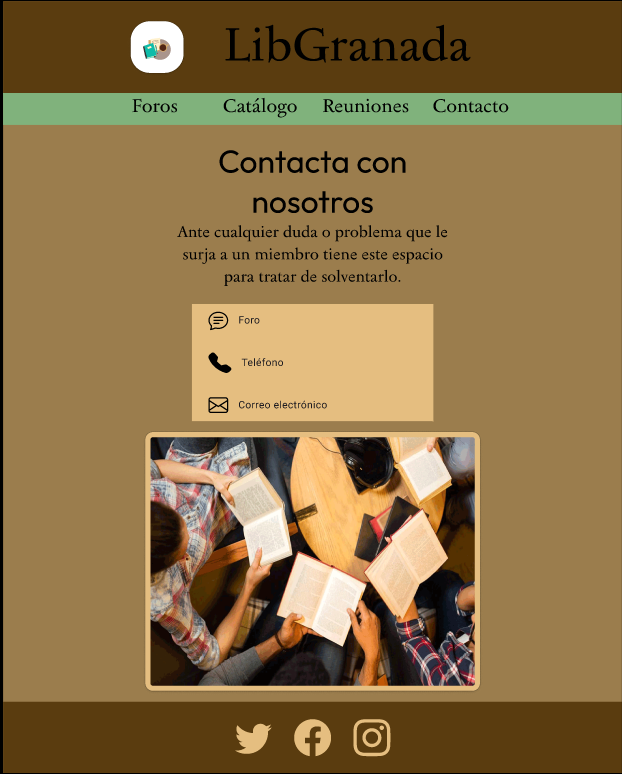 LibGranada
Foros Catálogo Reuniones Contacto
Contacta con
nosotros
Ante cualquier duda o problema que le
surja a un miembro tiene este espacio
para tratar de solventarlo.
Foro
Teléfono
Correo electrónico